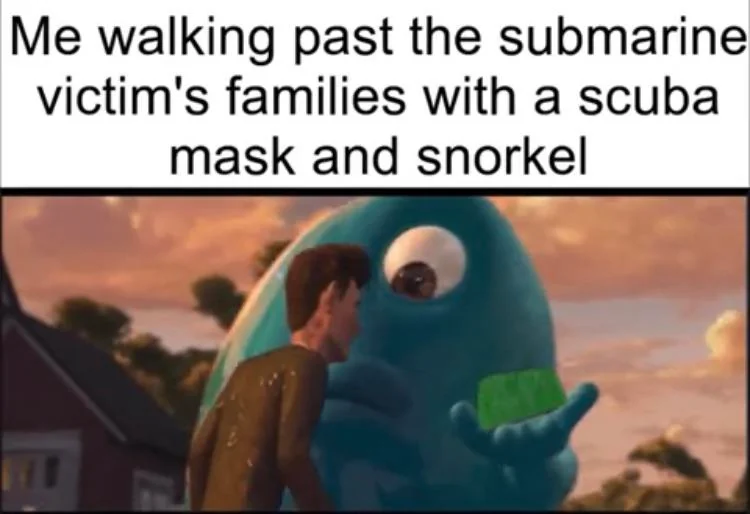 Me walking past the submarine
victim's families with a scuba
mask and snorkel